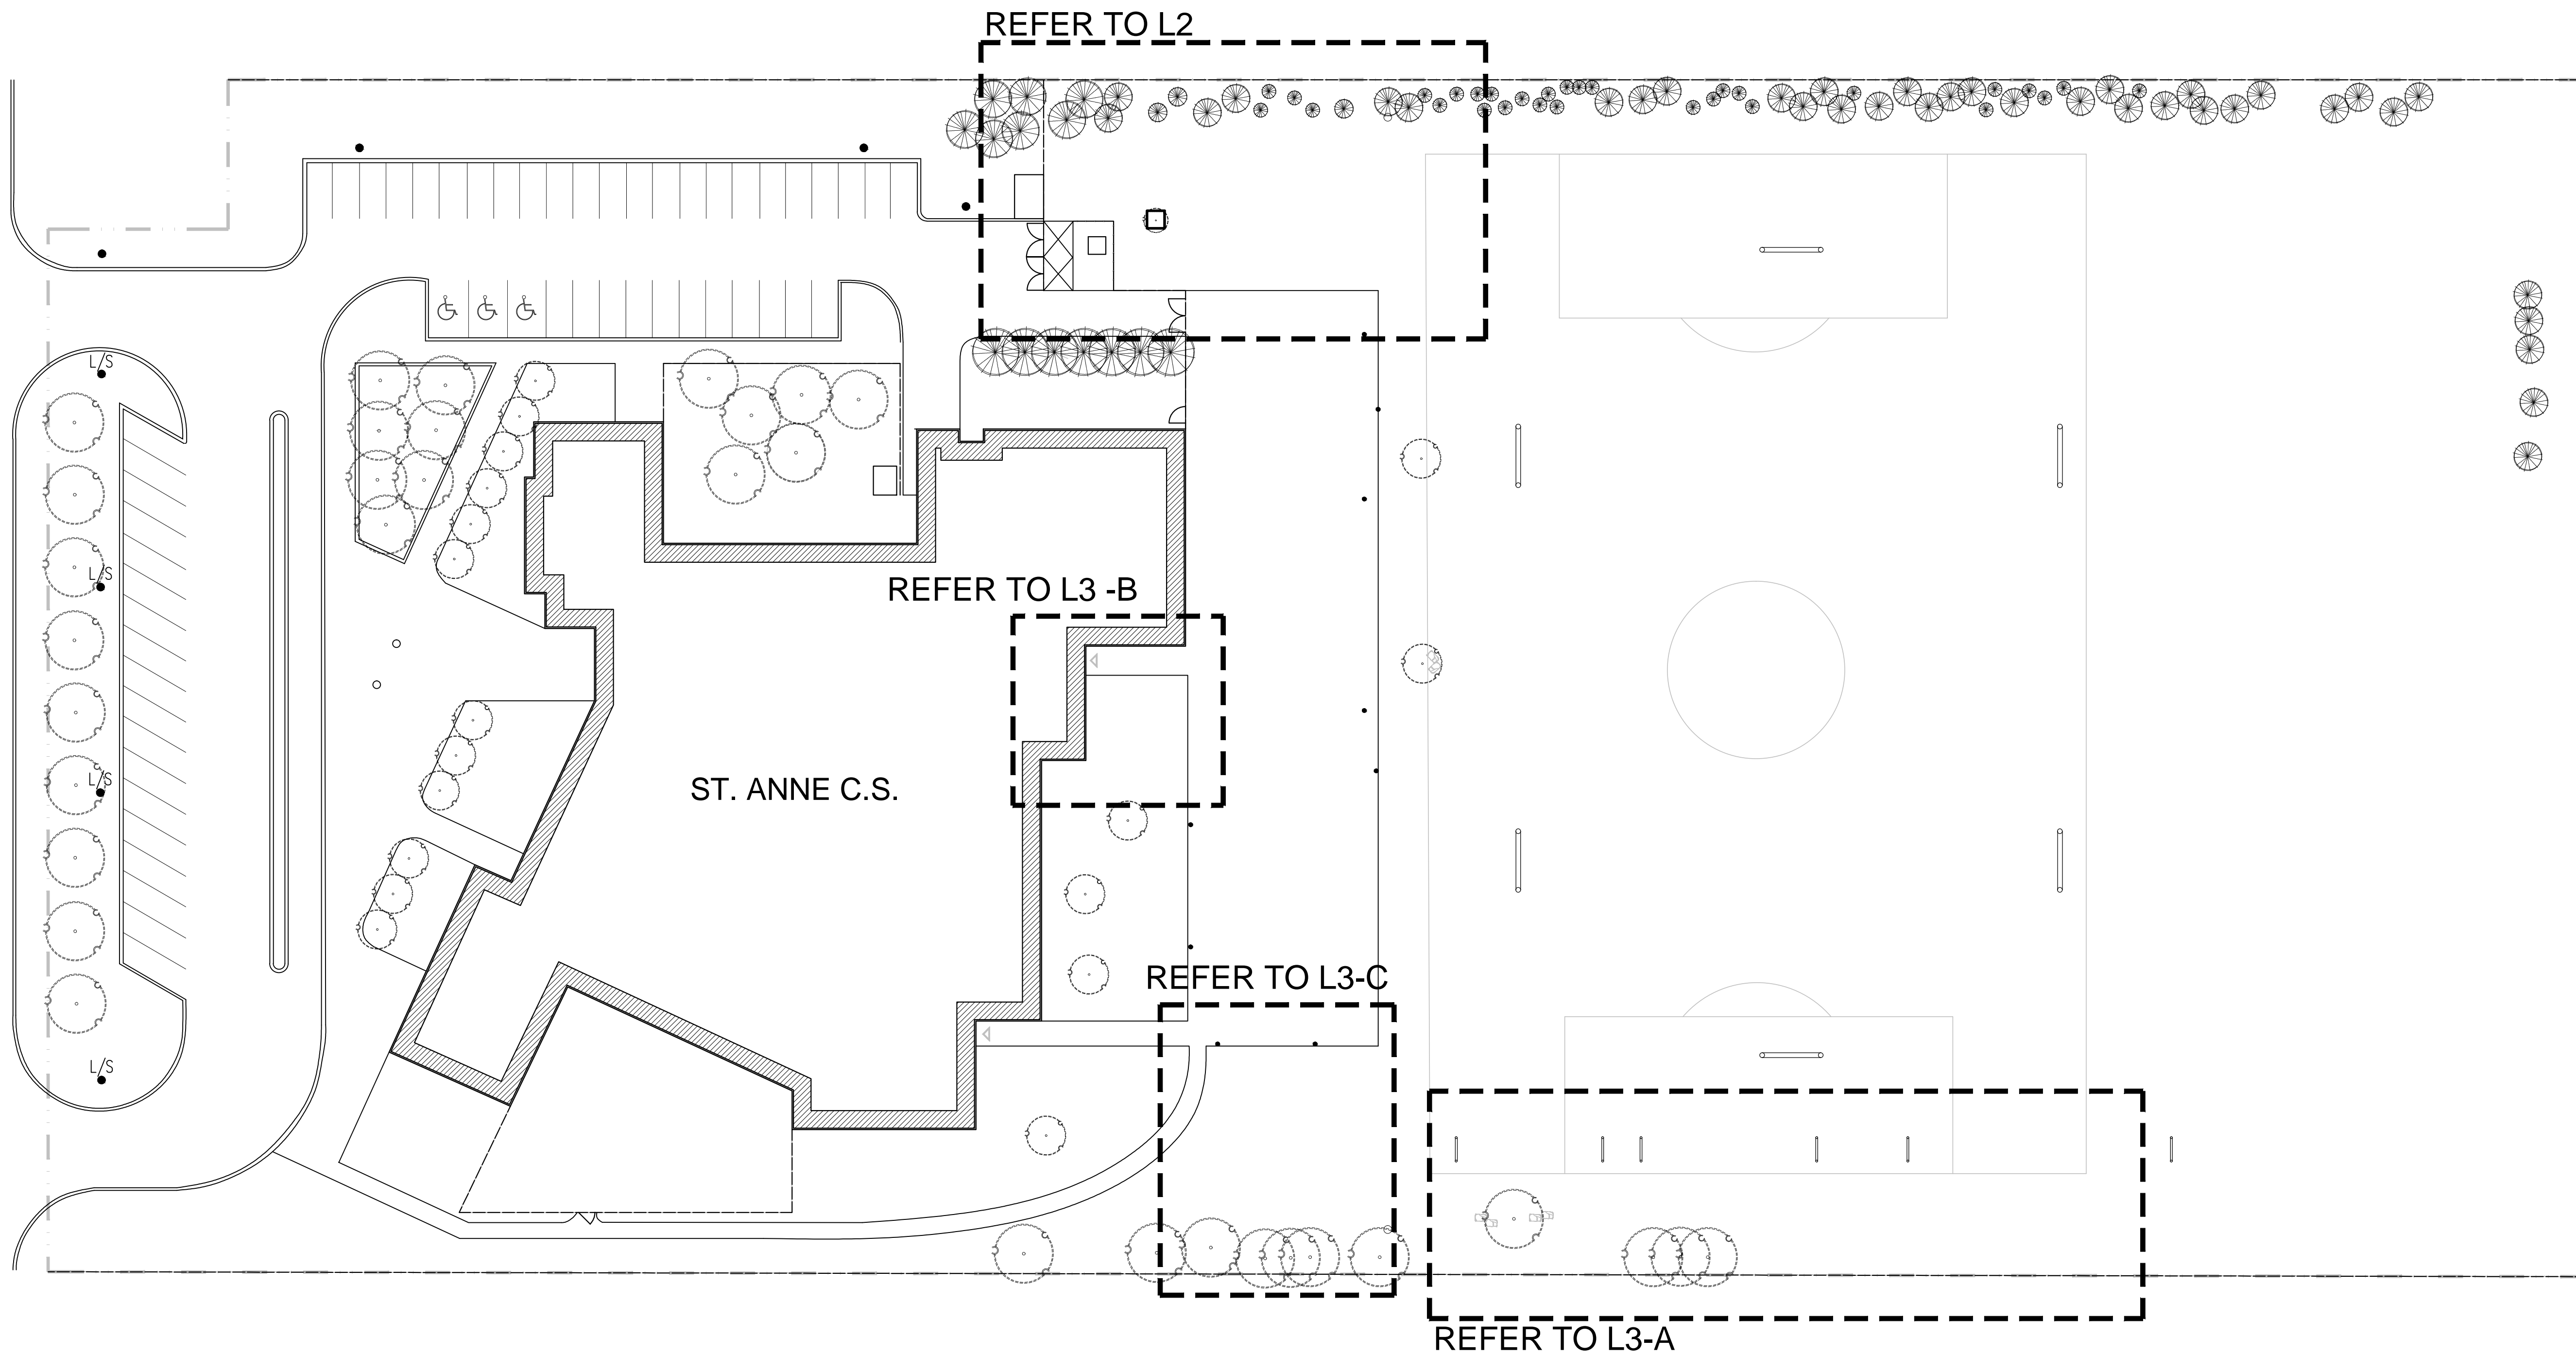 REFER TO L2
L/S
L/S
REFER TO L3 -B
L/S
ST. ANNE C.S.
REFER TO L3-C
L/S
REFER TO L3-A